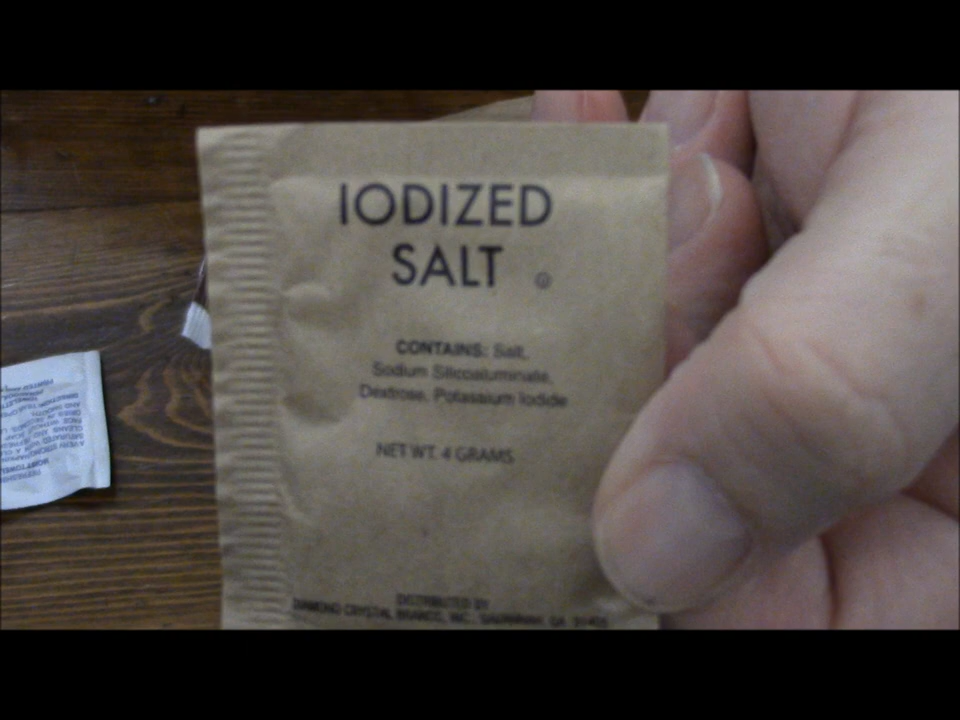 IODIZED
SALT
CONTAINS: Salt,
Sodium Silicoaluminate,
Dextrose, Potassium Iodide
NET WT. 4 GRAMS
DISTRIBUTED BY
DIAMOND CRYSTAL BRANDS, INC., SAVANNAH, GA 31405